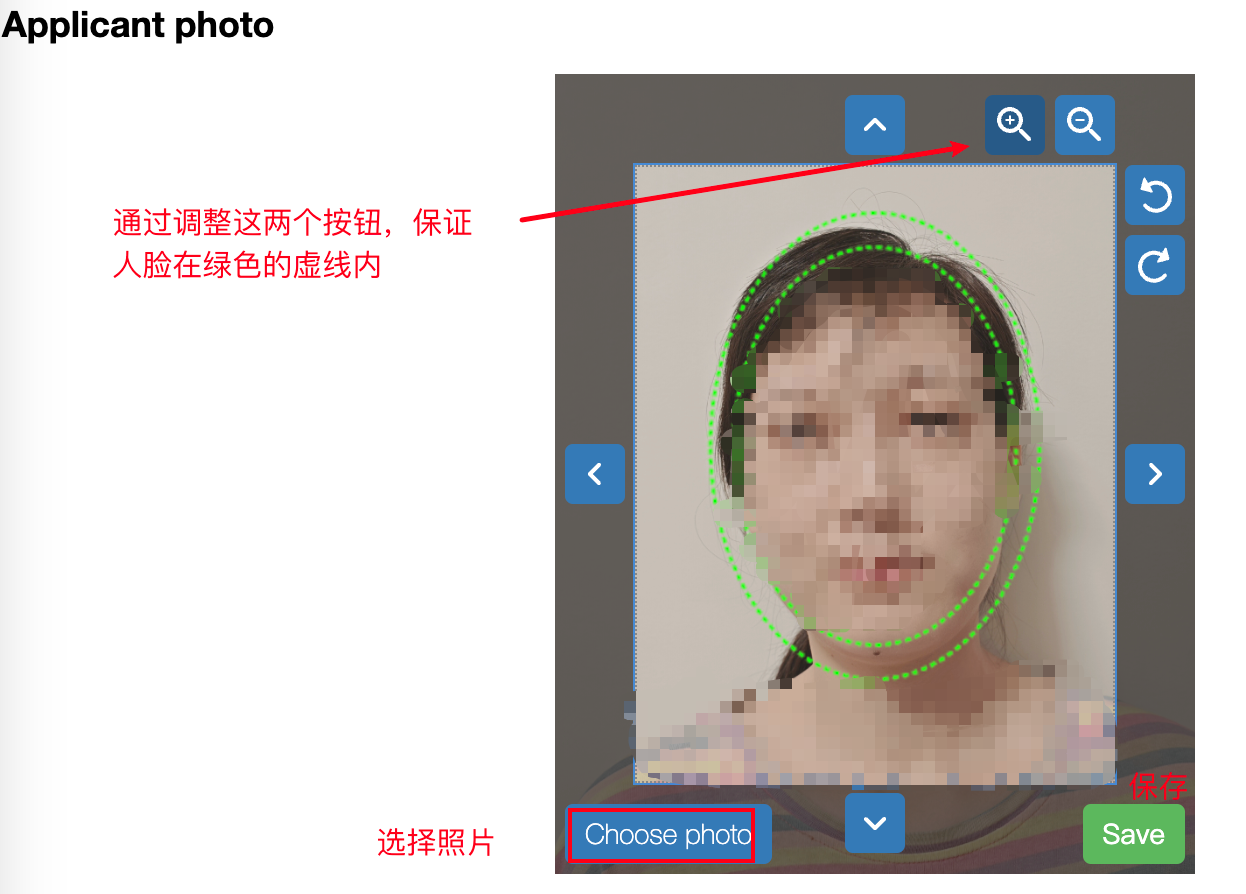 Applicant photo
通过调整这两个按钮，保证
人脸在绿色的虚线内
保存
选择照片
Choose photo
Save